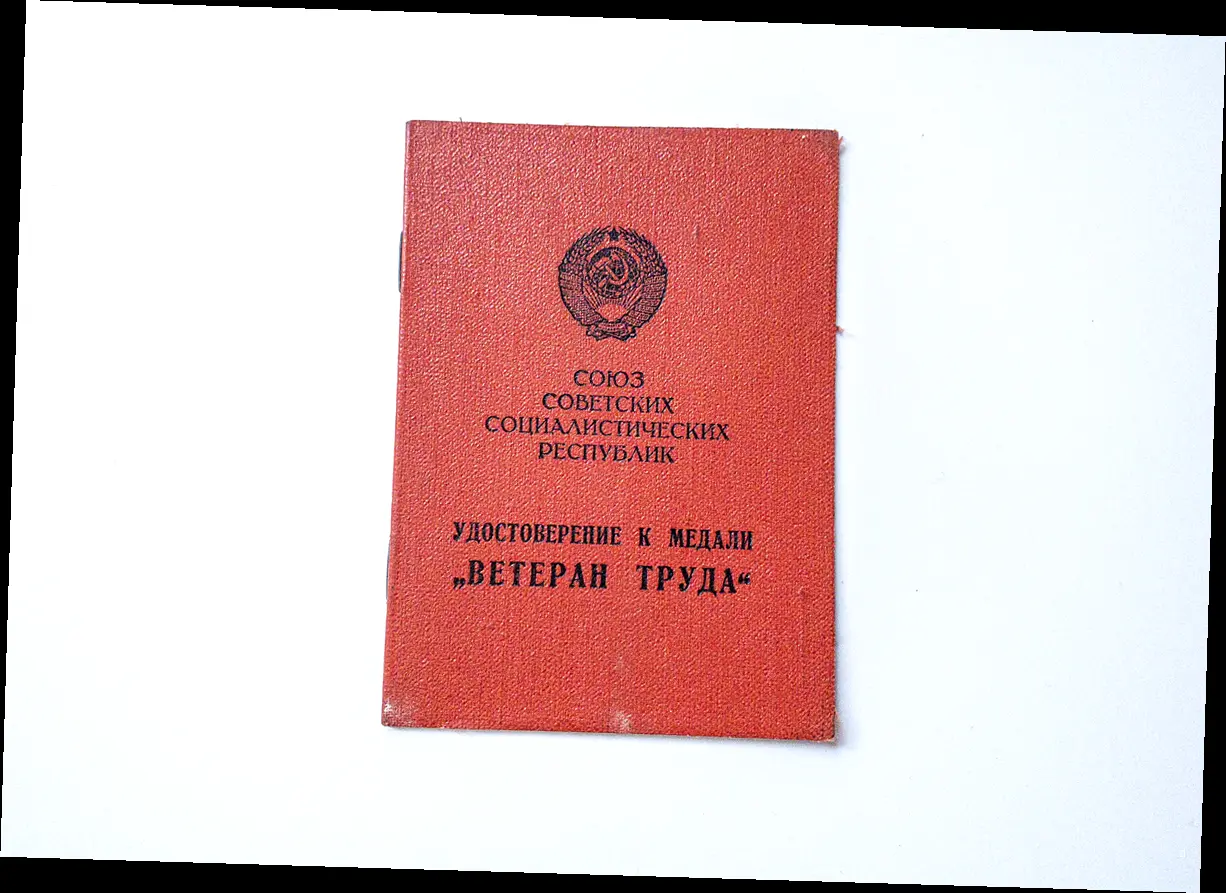 СОЮЗ
СОВЕТСКИХ
СОЦИАЛИСТИЧЕСКИХ
РЕСПУБЛИК
УДОСТОВЕРЕНИЕ К МЕДАЛИ
„ВЕТЕРАН ТРУДА“